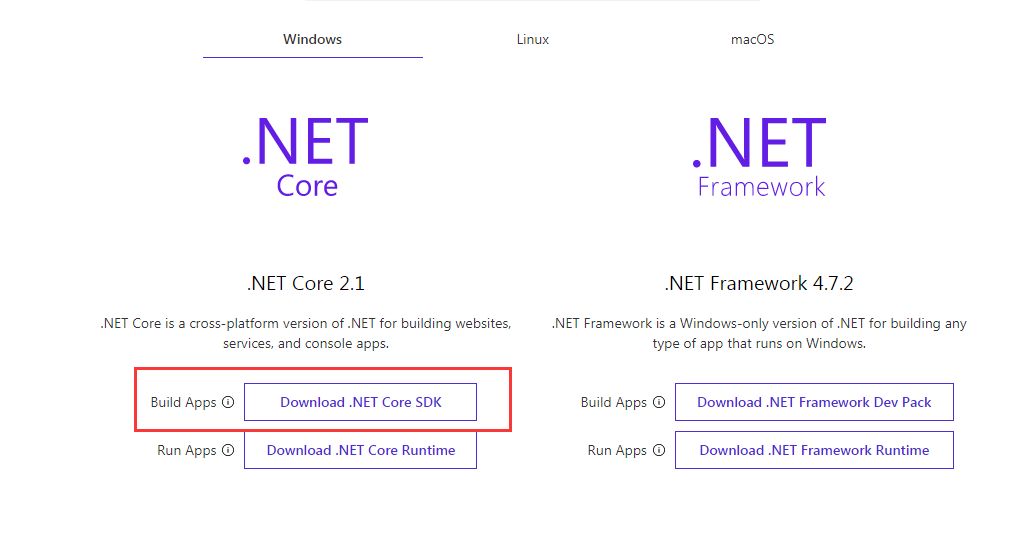 Windows
Linux
macOS
.NET
Core
.NET Core 2.1
.NET Core is a cross-platform version of .NET for building websites,
services, and console apps.
Build Apps
Download .NET Core SDK
Run Apps
Download .NET Core Runtime
.NET
Framework
.NET Framework 4.7.2
.NET Framework is a Windows-only version of .NET for building any
type of app that runs on Windows.
Build Apps
Download .NET Framework Dev Pack
Run Apps
Download .NET Framework Runtime